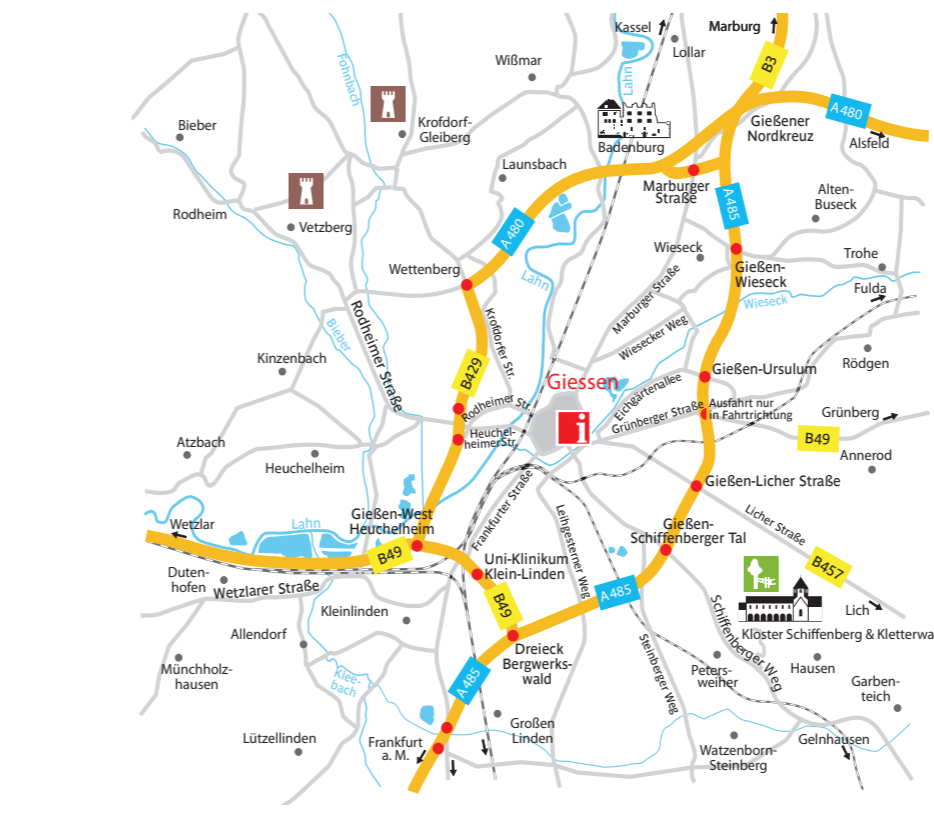 Kassel
Marburg
Lollar
Wißmar
B3
Fohnbach
Lahn
A 480
Bieber
Krofdorf-
Gleiberg
Gießener
Nordkreuz
Alsfeld
Badenburg
Launsbach
Marburger
Straße
Alten-
Buseck
A 485
Rodheim
Vetzberg
A 480
Wieseck
Trohe
Wettenberg
Gießen-
Wieseck
Lahn
Fulda
Marburger Straße
Wieseck
Rodheimer Straße
Bieber
Krofdorfer Str.
Wiesecker Weg
Kinzenbach
Rödgen
B429
Giessen
Gießen-Ursulum
Eichgärtenallee
Rodheimer Str.
Grünberger Straße
Ausfahrt nur
in Fahrtrichtung
Grünberg
i
Heuchel-
heimer Str.
B49
Atzbach
Annerod
Heuchelheim
Gießen-Licher Straße
Frankfurter Straße
Leihgesterner Weg
Licher Straße
Gießen-West
Heuchelheim
Wetzlar
Lahn
Gießen-
Schiffenberger Tal
B49
Uni-Klinikum
Klein-Linden
B457
Duten-
hofen
Wetzlarer Straße
B49
A 485
Lich
Kleinlinden
Schiffenberger Weg
Kloster Schiffenberg & Kletterwa
Allendorf
Steinberger Weg
Dreieck
Bergwerks-
wald
Münchholz-
hausen
Klee-
bach
A 485
Peters-
weiher
Hausen
Garben-
teich
Großen
Linden
Lützellinden
Frankfurt
a. M.
Watzenborn-
Steinberg
Gelnhausen